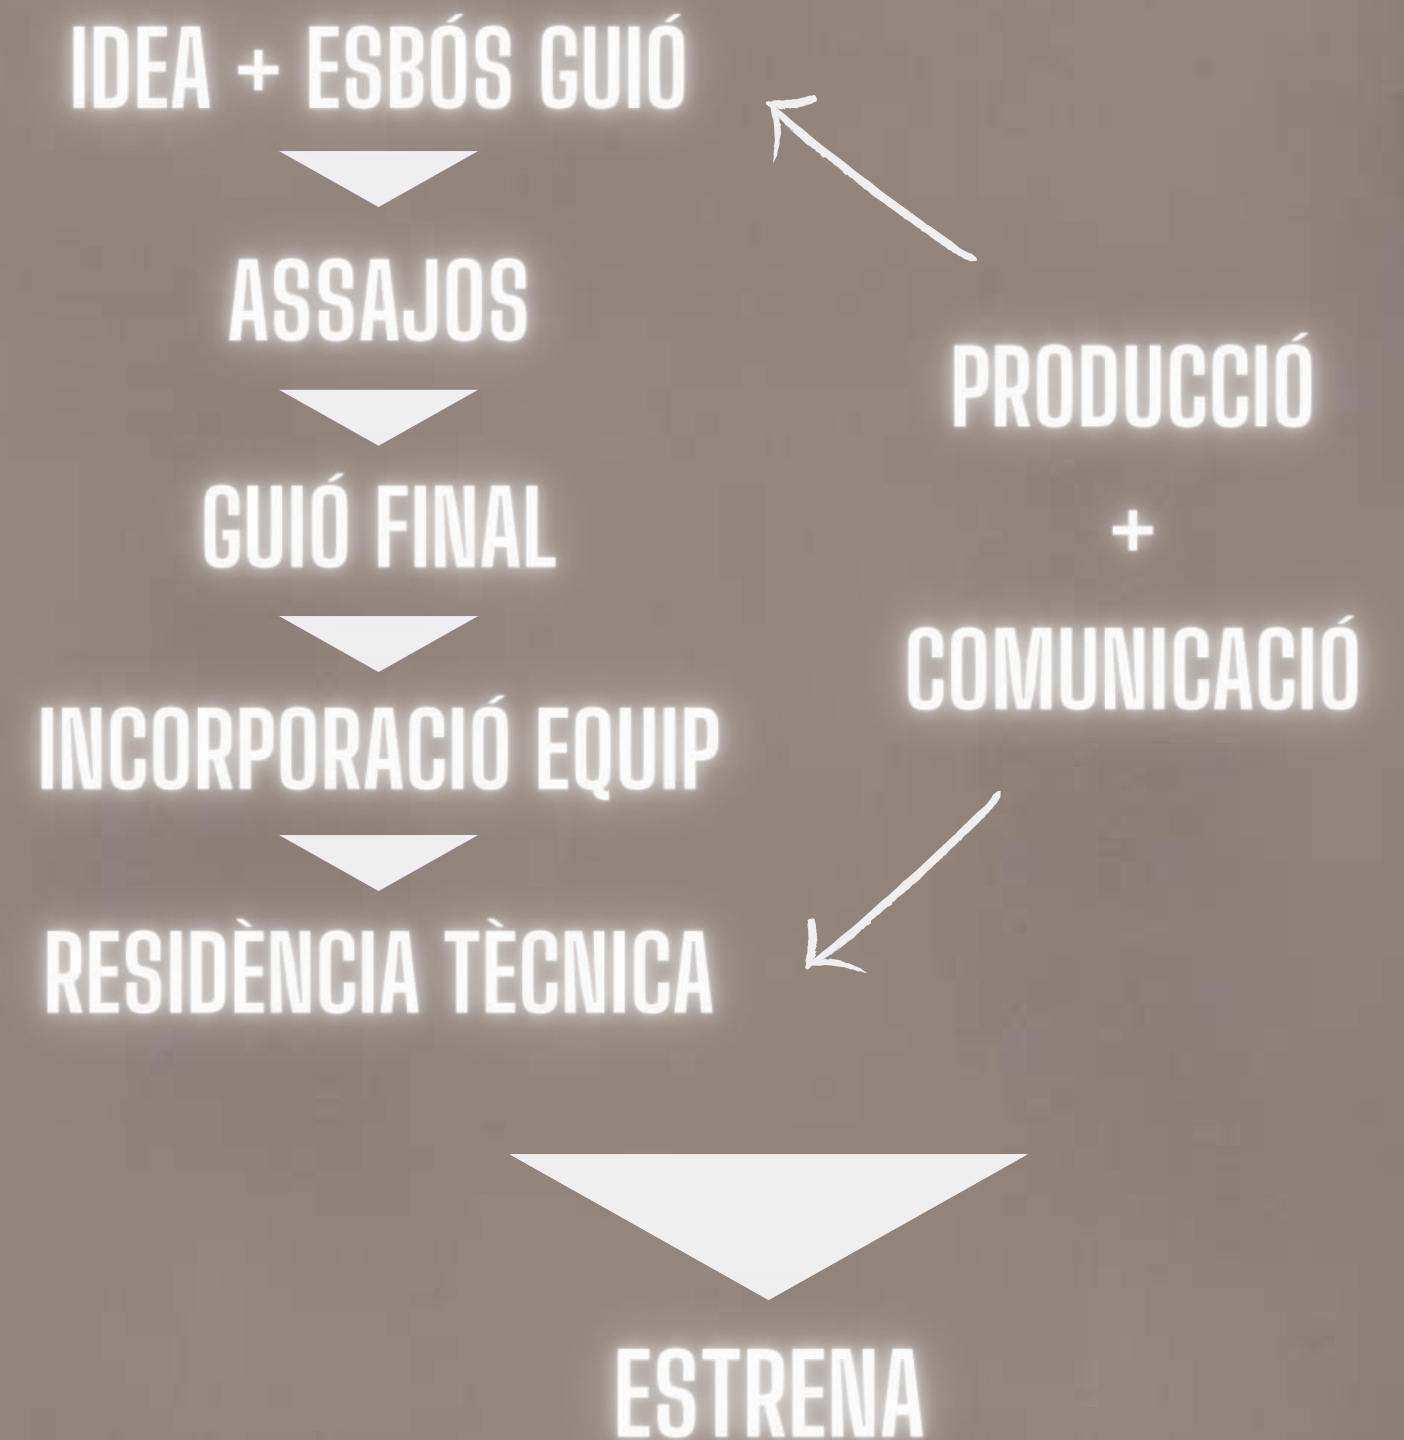 IDEA + ESBÓS GUIÓ
ASSAJOS
GUIÓ FINAL
INCORPORACIÓ EQUIP
RESIDÈNCIA TÈCNICA
PRODUCCIÓ
+
COMUNICACIÓ
ESTRENA